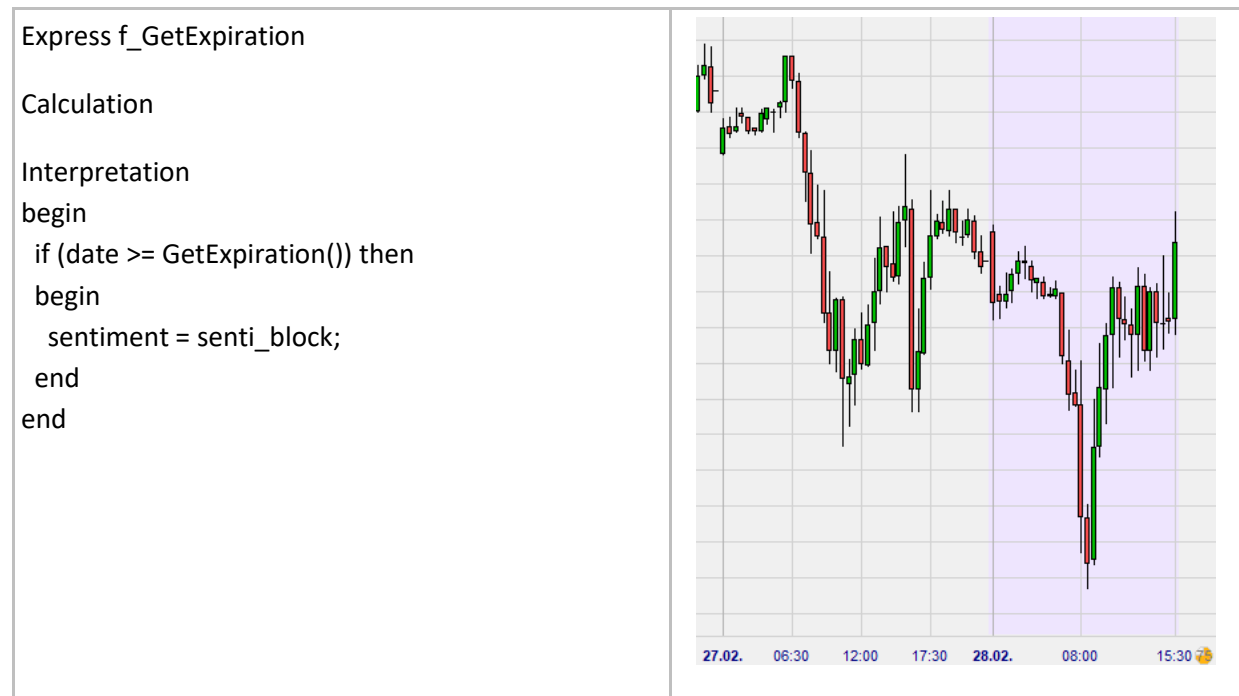 Express f_GetExpiration
Calculation
Interpretation
begin
if (date >= GetExpiration()) then
begin
sentiment = senti_block;
end
end
27.02. 06:30 12:00 17:30 28.02. 08:00 15:30 75